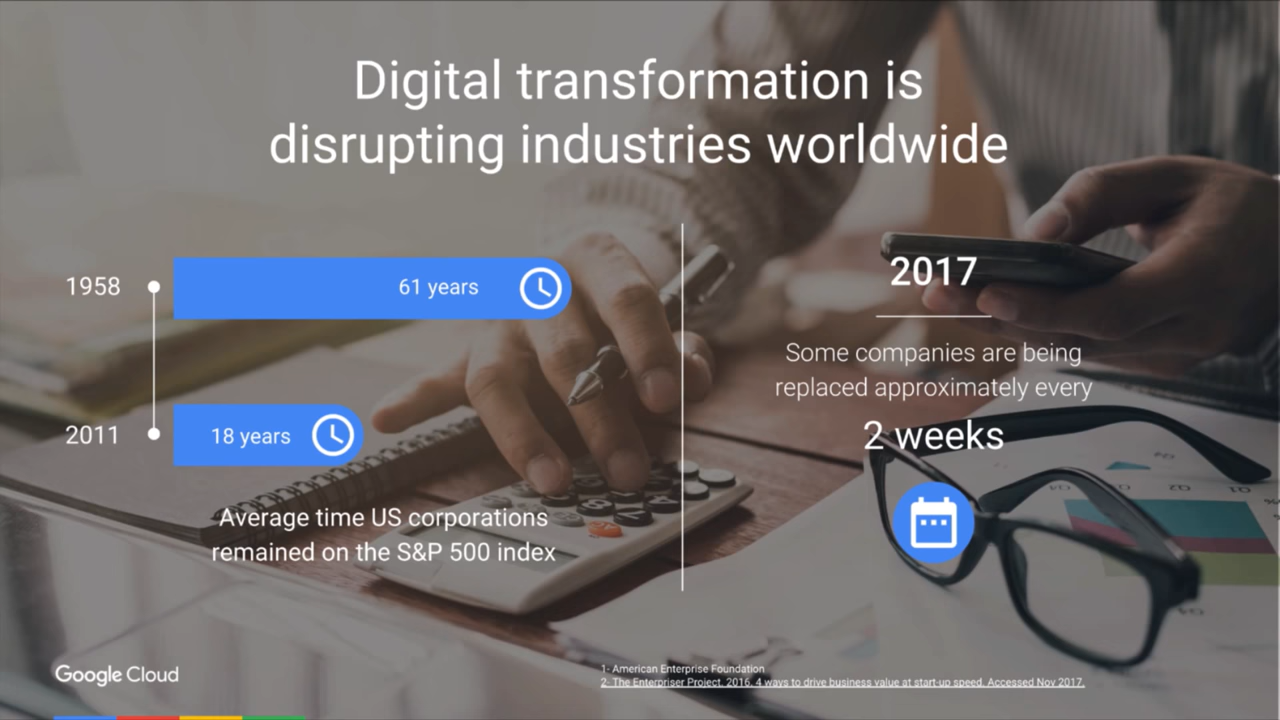 Digital transformation is
disrupting industries worldwide
1958
61 years
2011
18 years
Average time US corporations
remained on the S&P 500 index
2017
Some companies are being
replaced approximately every
2 weeks
Google Cloud
1- American Enterprise Foundation
2- The Enterpriser Project. 2016. 4 ways to drive business value at start-up speed. Accessed Nov 2017.